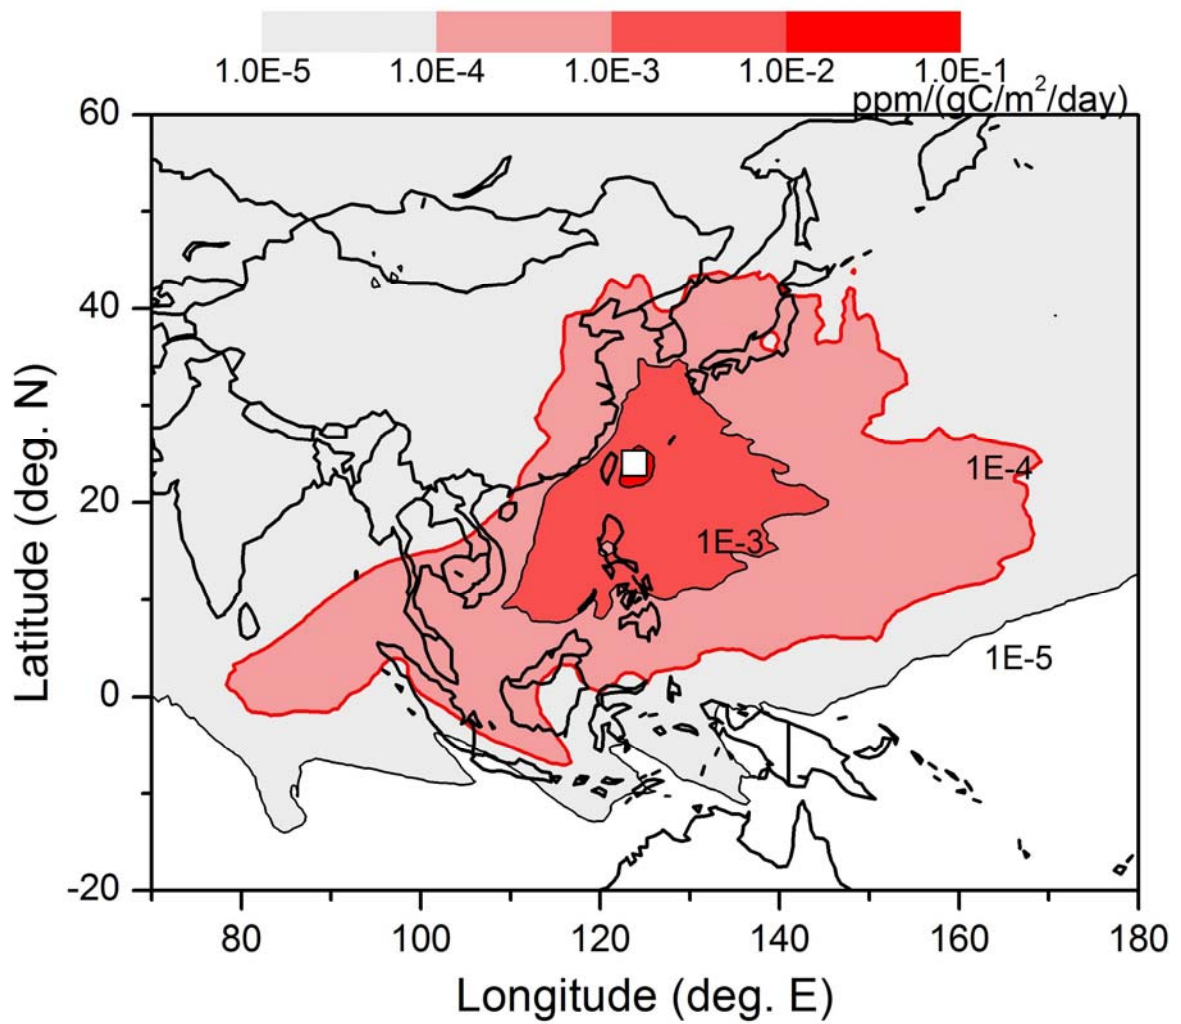 1.0E-5 1.0E-4 1.0E-3 1.0E-2 1.0E-1
ppm/(gC/m²/day)
60
40
20
0
-20
Latitude (deg. N)
1E-4
1E-3
1E-5
80 100 120 140 160 180
Longitude (deg. E)